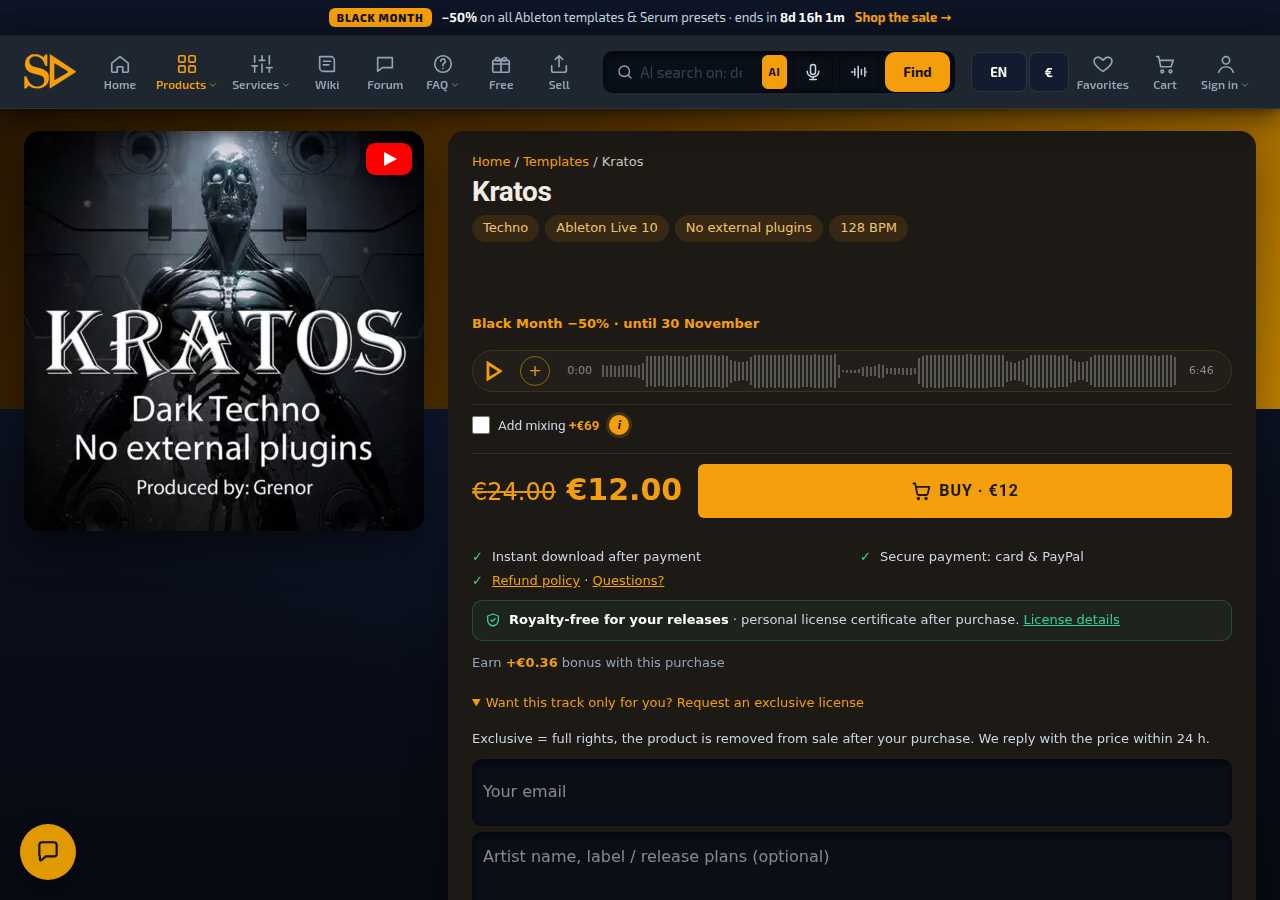 BLACK MONTH −50% on all Ableton templates & Serum presets · ends in 8d 16h 1m Shop the sale →
Home Products Services Wiki Forum FAQ Free Sell
AI search on: dr AI Find EN € Favorites Cart Sign in
KRATOS
Dark Techno
No external plugins
Produced by: Grenor
Home / Templates / Kratos
Kratos
Techno Ableton Live 10 No external plugins 128 BPM
Black Month −50% · until 30 November
0:00 6:46
Add mixing +€69 i
€24.00 €12.00 BUY · €12
✓ Instant download after payment ✓ Secure payment: card & PayPal
✓ Refund policy · Questions?
Royalty-free for your releases · personal license certificate after purchase. License details
Earn +€0.36 bonus with this purchase
▼ Want this track only for you? Request an exclusive license
Exclusive = full rights, the product is removed from sale after your purchase. We reply with the price within 24 h.
Your email
Artist name, label / release plans (optional)